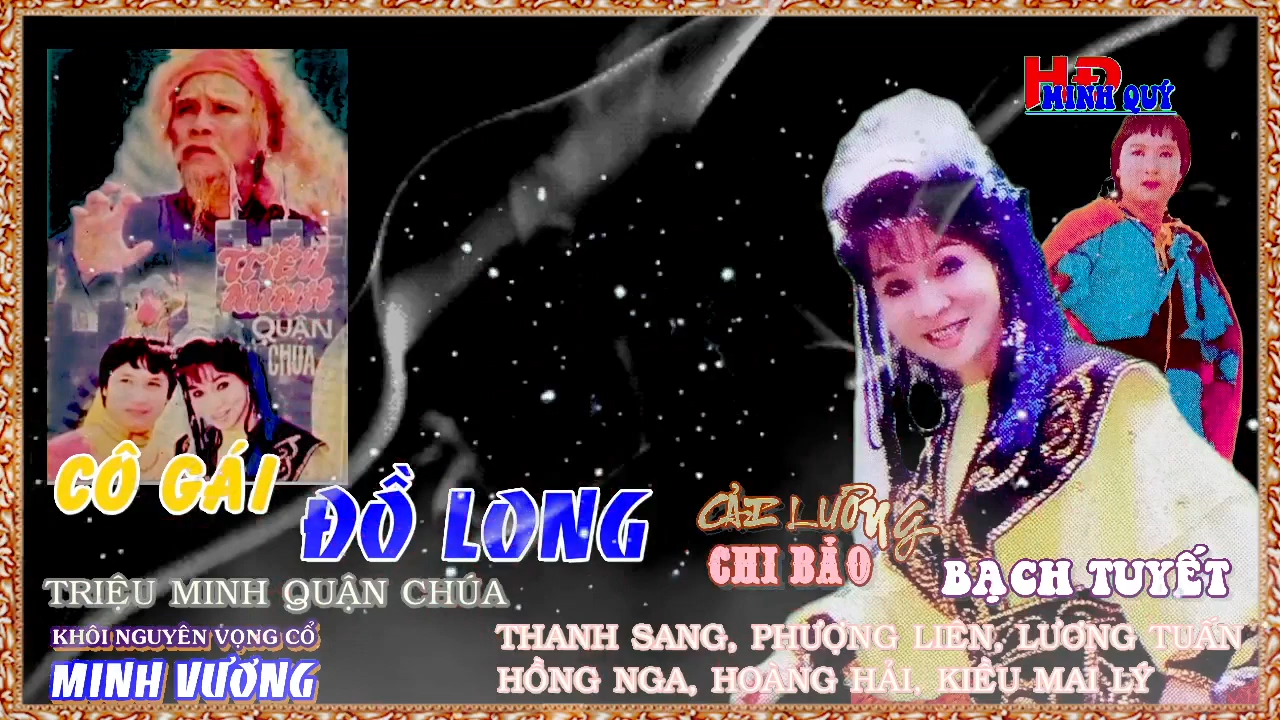 HĐ
MINH QUÝ
TRIỆU
MINH
QUẬN
CHÚA
CÔ GÁI
ĐỒ LONG
TRIỆU MINH QUẬN CHÚA
KHÔI NGUYÊN VỌNG CỔ
MINH VƯƠNG
CẢI LƯƠNG
CHI BẢO
BẠCH TUYẾT
THANH SANG, PHƯỢNG LIÊN, LƯƠNG TUẤN
HỒNG NGA, HOÀNG HẢI, KIỀU MAI LÝ